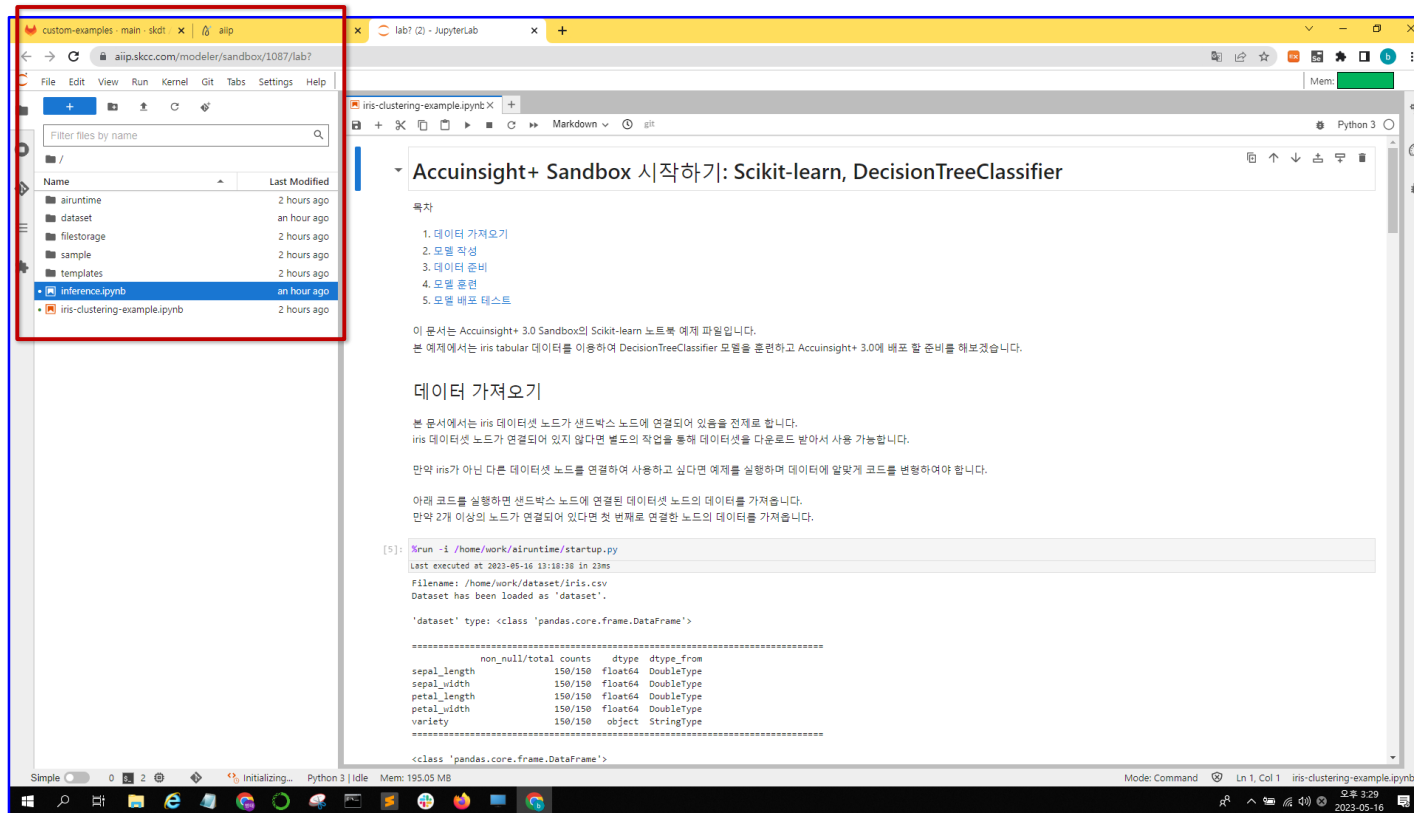 custom-examples · main · skdt
aiip
lab? (2) - JupyterLab
aiip.skcc.com/modeler/sandbox/1087/lab?
File Edit View Run Kernel Git Tabs Settings Help
Mem:
iris-clustering-example.ipynb
Filter files by name
Markdown
git
Python 3
/
Name Last Modified
airuntime 2 hours ago
dataset an hour ago
filestorage 2 hours ago
sample 2 hours ago
templates 2 hours ago
inference.ipynb an hour ago
iris-clustering-example.ipynb 2 hours ago
Accuinsight+ Sandbox 시작하기: Scikit-learn, DecisionTreeClassifier
목차
1. 데이터 가져오기
2. 모델 작성
3. 데이터 준비
4. 모델 훈련
5. 모델 배포 테스트
이 문서는 Accuinsight+ 3.0 Sandbox의 Scikit-learn 노트북 예제 파일입니다.
본 예제에서는 iris tabular 데이터를 이용하여 DecisionTreeClassifier 모델을 훈련하고 Accuinsight+ 3.0에 배포 할 준비를 해보겠습니다.
데이터 가져오기
본 문서에서는 iris 데이터셋 노드가 샌드박스 노드에 연결되어 있음을 전제로 합니다.
iris 데이터셋 노드가 연결되어 있지 않다면 별도의 작업을 통해 데이터셋을 다운로드 받아서 사용 가능합니다.
만약 iris가 아닌 다른 데이터셋 노드를 연결하여 사용하고 싶다면 예제를 실행하며 데이터에 알맞게 코드를 변형하여야 합니다.
아래 코드를 실행하면 샌드박스 노드에 연결된 데이터셋 노드의 데이터를 가져옵니다.
만약 2개 이상의 노드가 연결되어 있다면 첫 번째로 연결한 노드의 데이터를 가져옵니다.
[5]: %run -i /home/work/airuntime/startup.py
Last executed at 2023-05-16 13:18:38 in 23ms
Filename: /home/work/dataset/iris.csv
Dataset has been loaded as 'dataset'.
'dataset' type: <class 'pandas.core.frame.DataFrame'>
==============================================================================
non_null/total counts dtype dtype_from
sepal_length 150/150 float64 DoubleType
sepal_width 150/150 float64 DoubleType
petal_length 150/150 float64 DoubleType
petal_width 150/150 float64 DoubleType
variety 150/150 object StringType
==============================================================================
<class 'pandas.core.frame.DataFrame'>
Simple 0 2 Initializing... Python 3 | Idle Mem: 195.05 MB Mode: Command Ln 1, Col 1 iris-clustering-example.ipynb
오후 3:29
2023-05-16